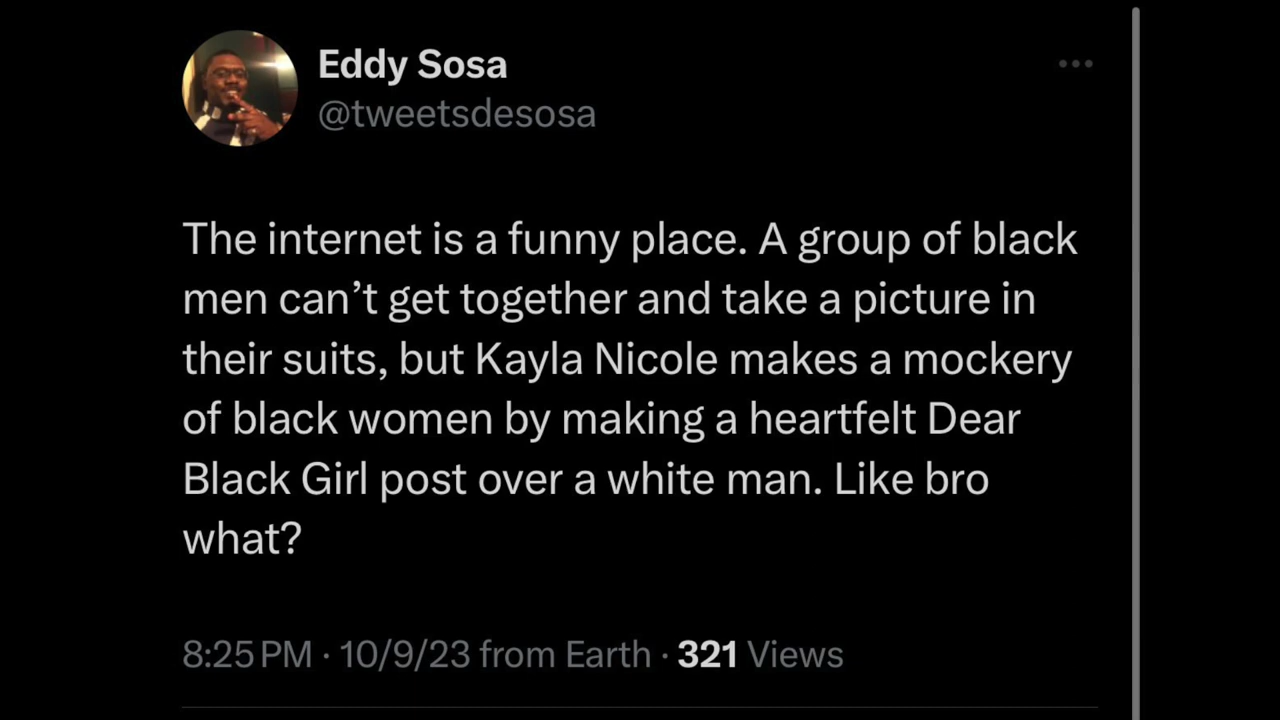 Eddy Sosa
@tweetsdesosa
The internet is a funny place. A group of black
men can’t get together and take a picture in
their suits, but Kayla Nicole makes a mockery
of black women by making a heartfelt Dear
Black Girl post over a white man. Like bro
what?
8:25 PM · 10/9/23 from Earth · 321 Views